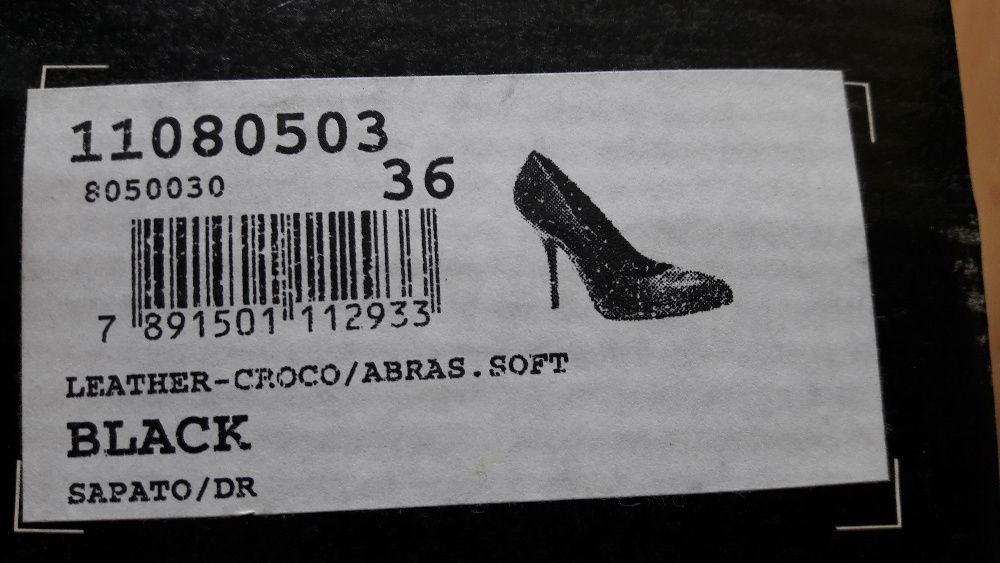 11080503
8050030
36
7 891501 112933
LEATHER-CROCO/ABRAS.SOFT
BLACK
SAPATO/DR